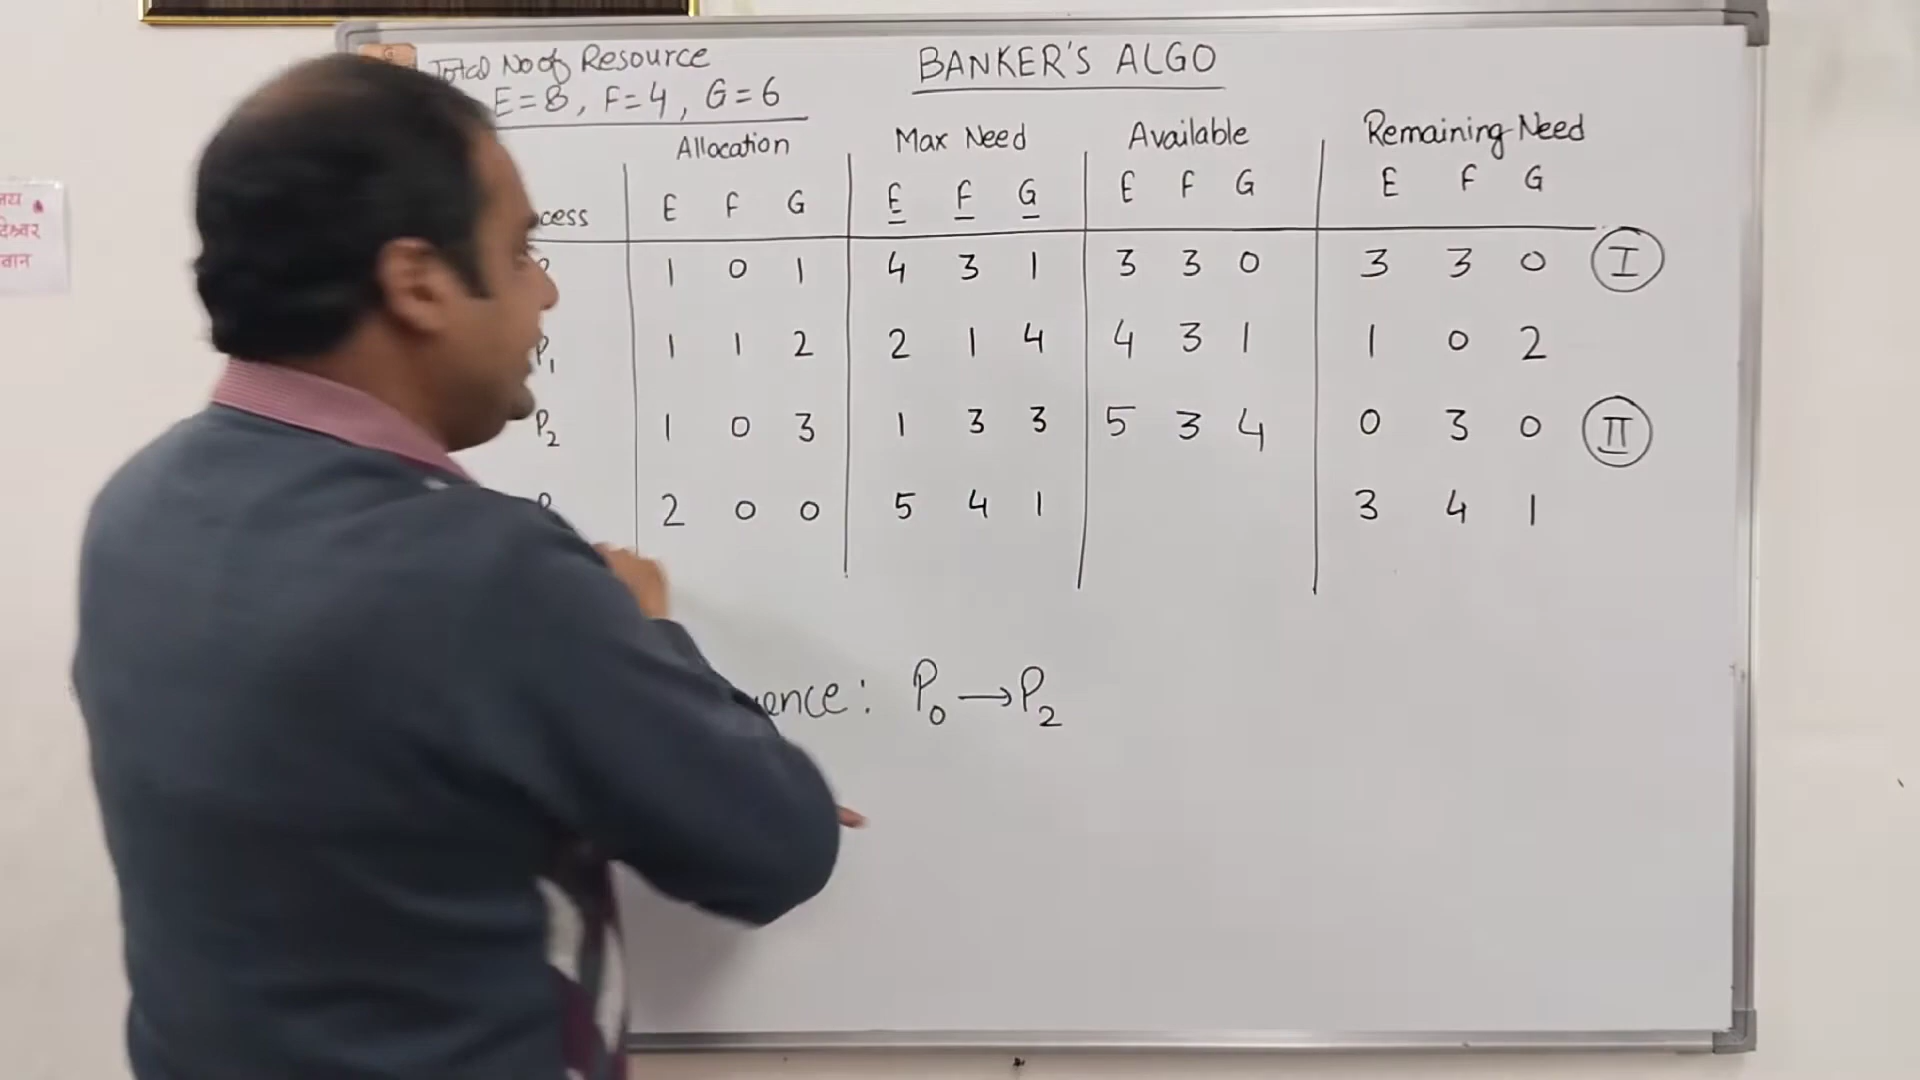 Total No of Resource
E=8, F=4, G=6
BANKER'S ALGO
Allocation Max Need Available Remaining Need
cess E F G E F G E F G E F G
1 0 1 4 3 1 3 3 0 3 3 0 I
P1 1 1 2 2 1 4 4 3 1 1 0 2
P2 1 0 3 1 3 3 5 3 4 0 3 0 II
2 0 0 5 4 1 3 4 1
uence: P0 → P2